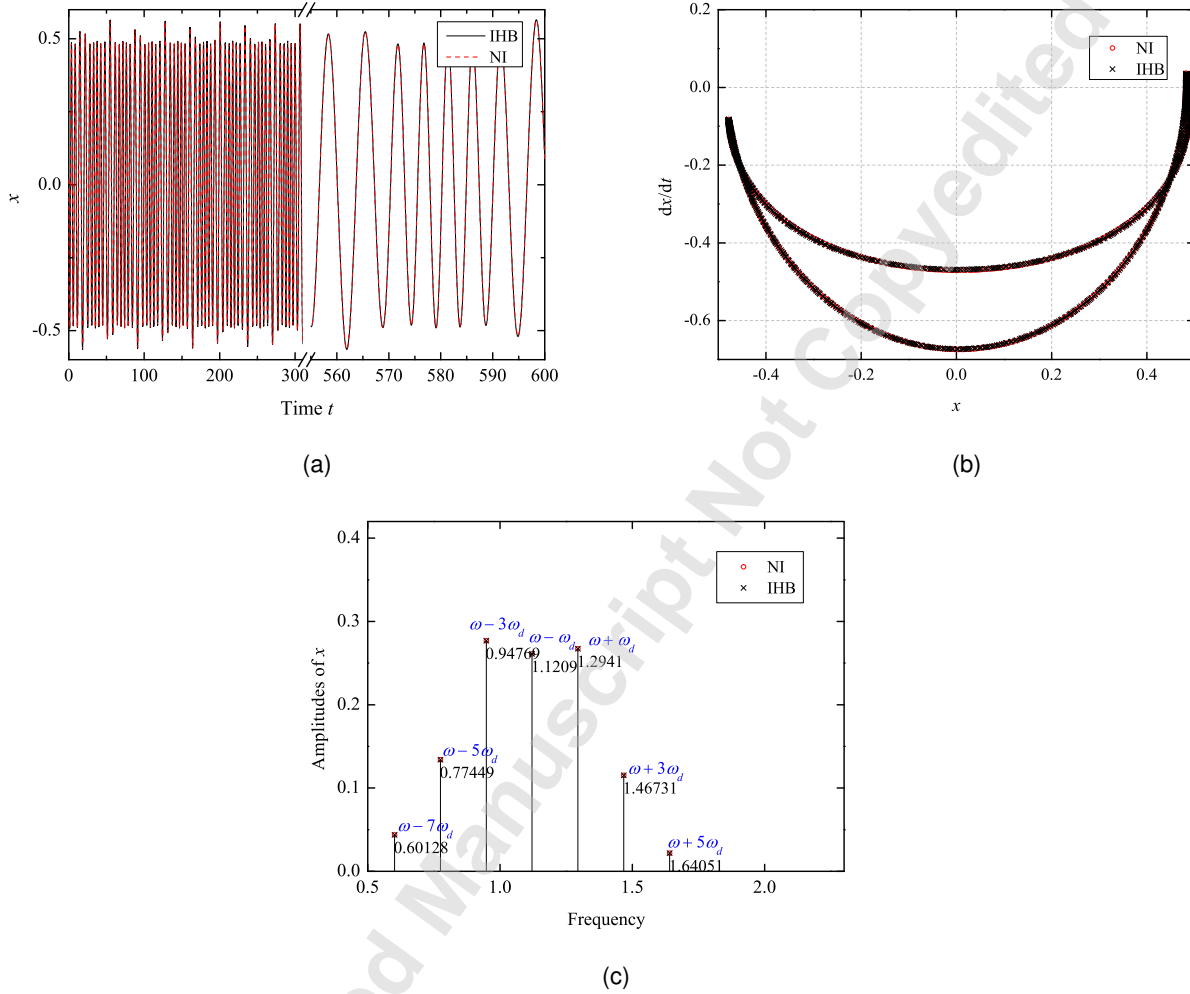 0.5
0.0
-0.5
x
IHB
NI
0 100 200 300 560 570 580 590 600
Time t
(a)
0.2
0.0
-0.2
-0.4
-0.6
dx/dt
NI
IHB
-0.4 -0.2 0.0 0.2 0.4
x
(b)
0.4
0.3
0.2
0.1
0.0
Amplitudes of x
NI
IHB
ω − 3ω_d
0.94769
ω − ω_d
1.1209
ω + ω_d
1.2941
ω − 5ω_d
0.77449
ω + 3ω_d
1.46731
ω − 7ω_d
0.60128
ω + 5ω_d
1.64051
0.5 1.0 1.5 2.0
Frequency
(c)
ed Manuscript Not Copyedited